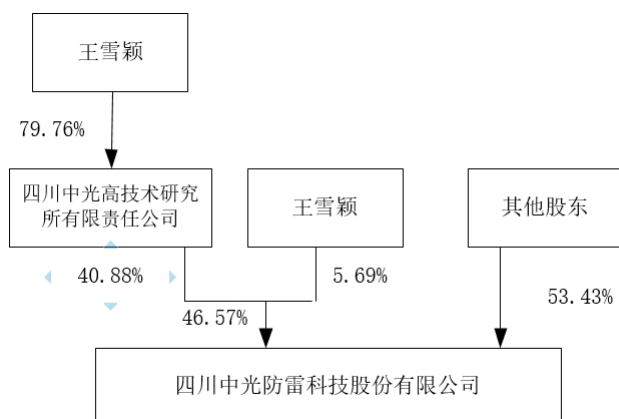 王雪颖
79.76%
四川中光高技术研究
所有限责任公司
王雪颖
其他股东
40.88%
5.69%
53.43%
46.57%
四川中光防雷科技股份有限公司